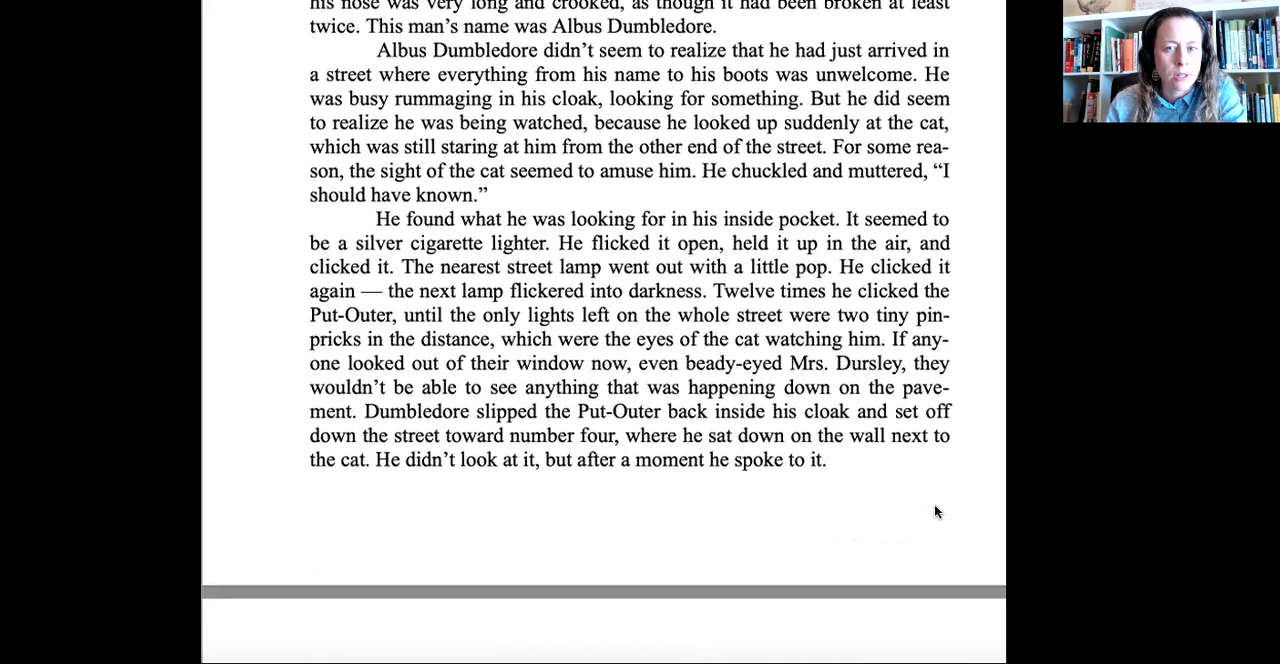 his nose was very long and crooked, as though it had been broken at least
twice. This man’s name was Albus Dumbledore.
Albus Dumbledore didn’t seem to realize that he had just arrived in
a street where everything from his name to his boots was unwelcome. He
was busy rummaging in his cloak, looking for something. But he did seem
to realize he was being watched, because he looked up suddenly at the cat,
which was still staring at him from the other end of the street. For some rea-
son, the sight of the cat seemed to amuse him. He chuckled and muttered, “I
should have known.”
He found what he was looking for in his inside pocket. It seemed to
be a silver cigarette lighter. He flicked it open, held it up in the air, and
clicked it. The nearest street lamp went out with a little pop. He clicked it
again — the next lamp flickered into darkness. Twelve times he clicked the
Put-Outer, until the only lights left on the whole street were two tiny pin-
pricks in the distance, which were the eyes of the cat watching him. If any-
one looked out of their window now, even beady-eyed Mrs. Dursley, they
wouldn’t be able to see anything that was happening down on the pave-
ment. Dumbledore slipped the Put-Outer back inside his cloak and set off
down the street toward number four, where he sat down on the wall next to
the cat. He didn’t look at it, but after a moment he spoke to it.